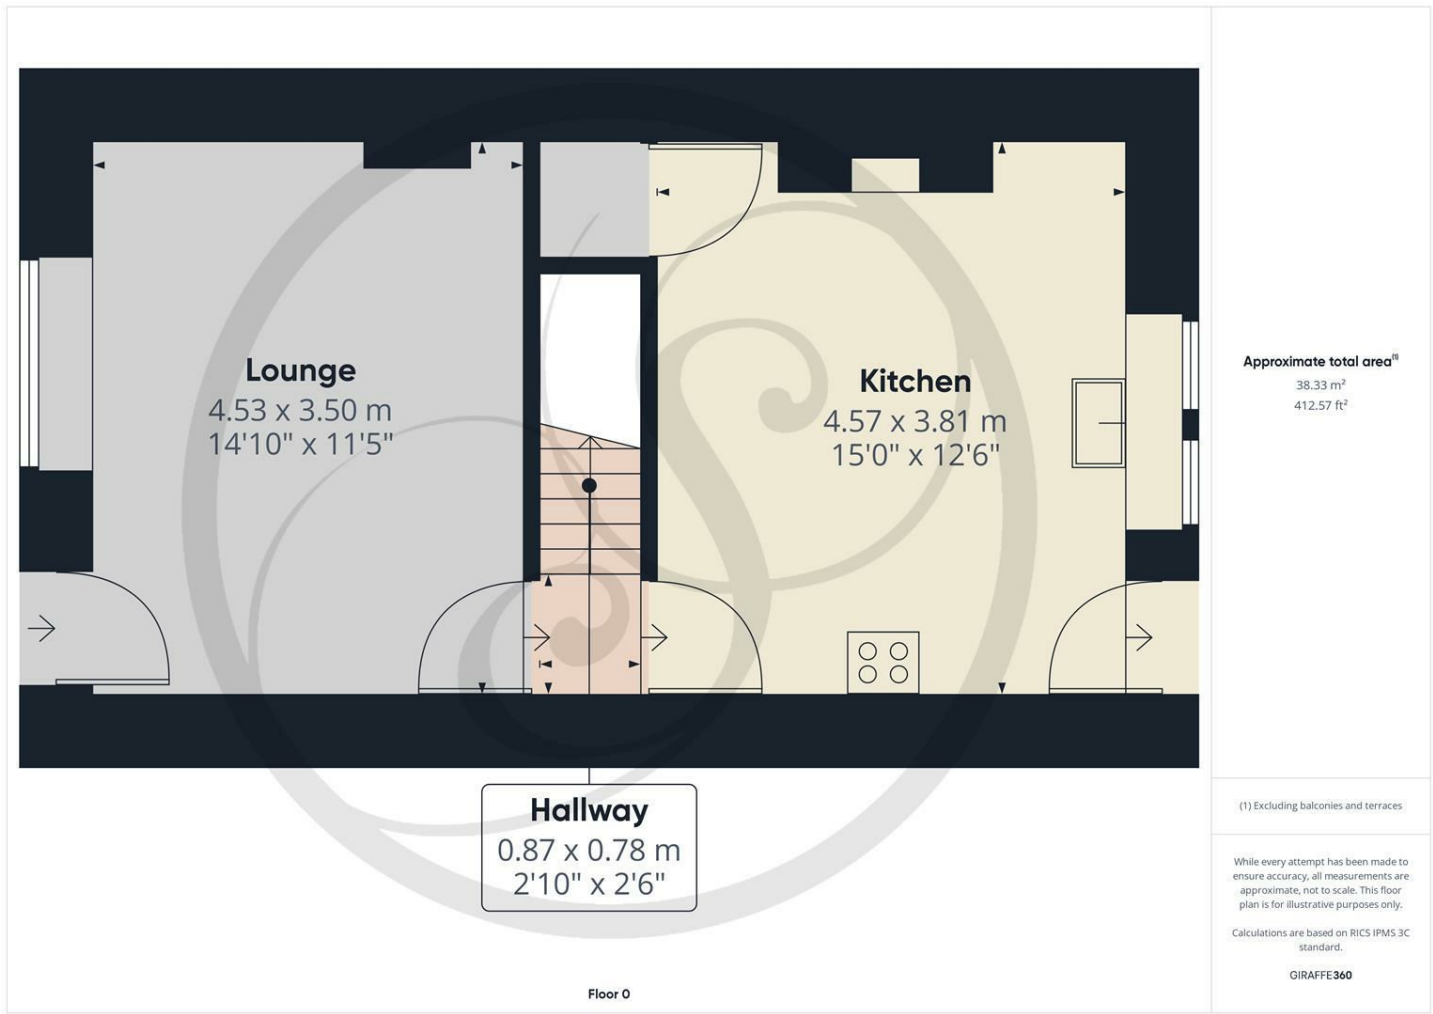 Lounge
4.53 x 3.50 m
14'10" x 11'5"
Kitchen
4.57 x 3.81 m
15'0" x 12'6"
Hallway
0.87 x 0.78 m
2'10" x 2'6"
Floor 0
Approximate total area(1)
38.33 m²
412.57 ft²
(1) Excluding balconies and terraces
While every attempt has been made to
ensure accuracy, all measurements are
approximate, not to scale. This floor
plan is for illustrative purposes only.
Calculations are based on RICS IPMS 3C
standard.
GIRAFFE360